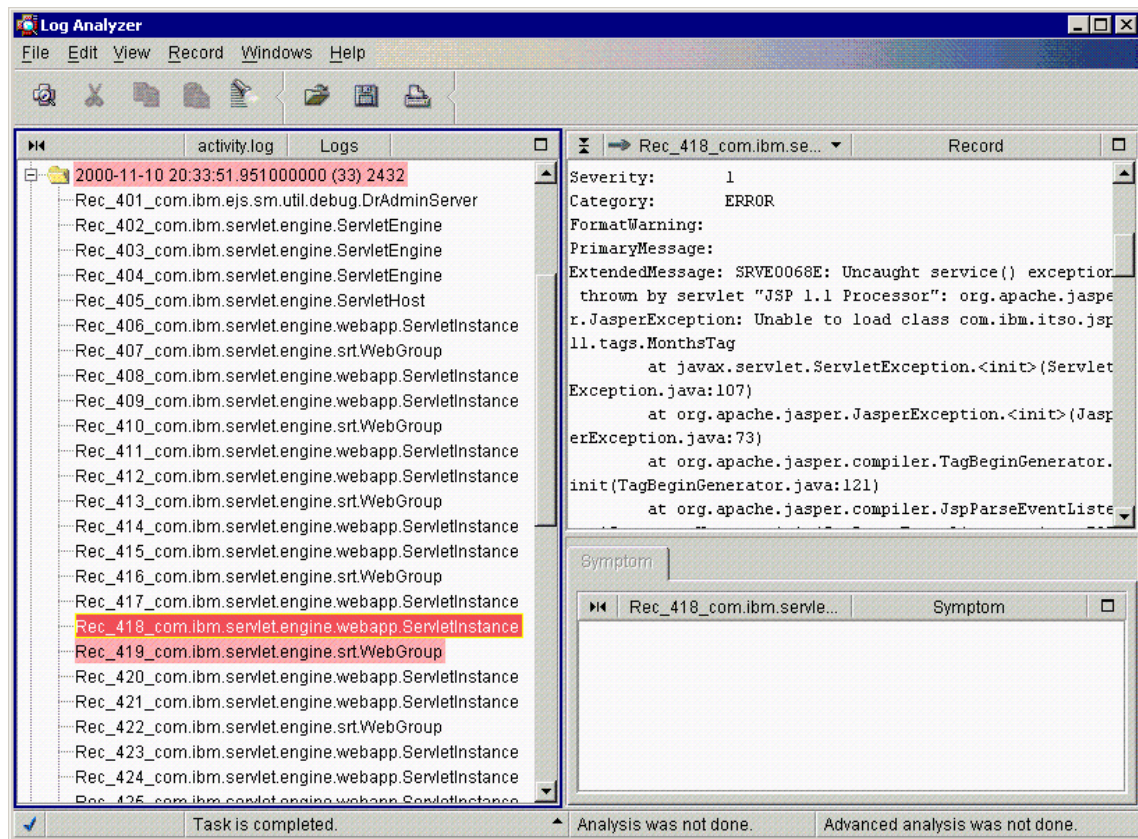 Log Analyzer
File Edit View Record Windows Help
activity.log Logs
2000-11-10 20:33:51.951000000 (33) 2432
Rec_401_com.ibm.ejs.sm.util.debug.DrAdminServer
Rec_402_com.ibm.servlet.engine.ServletEngine
Rec_403_com.ibm.servlet.engine.ServletEngine
Rec_404_com.ibm.servlet.engine.ServletEngine
Rec_405_com.ibm.servlet.engine.ServletHost
Rec_406_com.ibm.servlet.engine.webapp.ServletInstance
Rec_407_com.ibm.servlet.engine.srt.WebGroup
Rec_408_com.ibm.servlet.engine.webapp.ServletInstance
Rec_409_com.ibm.servlet.engine.webapp.ServletInstance
Rec_410_com.ibm.servlet.engine.srt.WebGroup
Rec_411_com.ibm.servlet.engine.webapp.ServletInstance
Rec_412_com.ibm.servlet.engine.webapp.ServletInstance
Rec_413_com.ibm.servlet.engine.srt.WebGroup
Rec_414_com.ibm.servlet.engine.webapp.ServletInstance
Rec_415_com.ibm.servlet.engine.webapp.ServletInstance
Rec_416_com.ibm.servlet.engine.srt.WebGroup
Rec_417_com.ibm.servlet.engine.webapp.ServletInstance
Rec_418_com.ibm.servlet.engine.webapp.ServletInstance
Rec_419_com.ibm.servlet.engine.srt.WebGroup
Rec_420_com.ibm.servlet.engine.webapp.ServletInstance
Rec_421_com.ibm.servlet.engine.webapp.ServletInstance
Rec_422_com.ibm.servlet.engine.srt.WebGroup
Rec_423_com.ibm.servlet.engine.webapp.ServletInstance
Rec_424_com.ibm.servlet.engine.webapp.ServletInstance
Rec_425_com.ibm.servlet.engine.webapp.ServletInstance
Rec_418_com.ibm.se... Record
Severity: 1
Category: ERROR
FormatWarning:
PrimaryMessage:
ExtendedMessage: SRVE0068E: Uncaught service() exception
thrown by servlet "JSP 1.1 Processor": org.apache.jaspe
r.JasperException: Unable to load class com.ibm.itso.jsp
11.tags.MonthsTag
at javax.servlet.ServletException.<init>(Servlet
Exception.java:107)
at org.apache.jasper.JasperException.<init>(Jasp
erException.java:73)
at org.apache.jasper.compiler.TagBeginGenerator.
init(TagBeginGenerator.java:121)
at org.apache.jasper.compiler.JspParseEventListe
Symptom
Rec_418_com.ibm.servle... Symptom
Task is completed. Analysis was not done. Advanced analysis was not done.